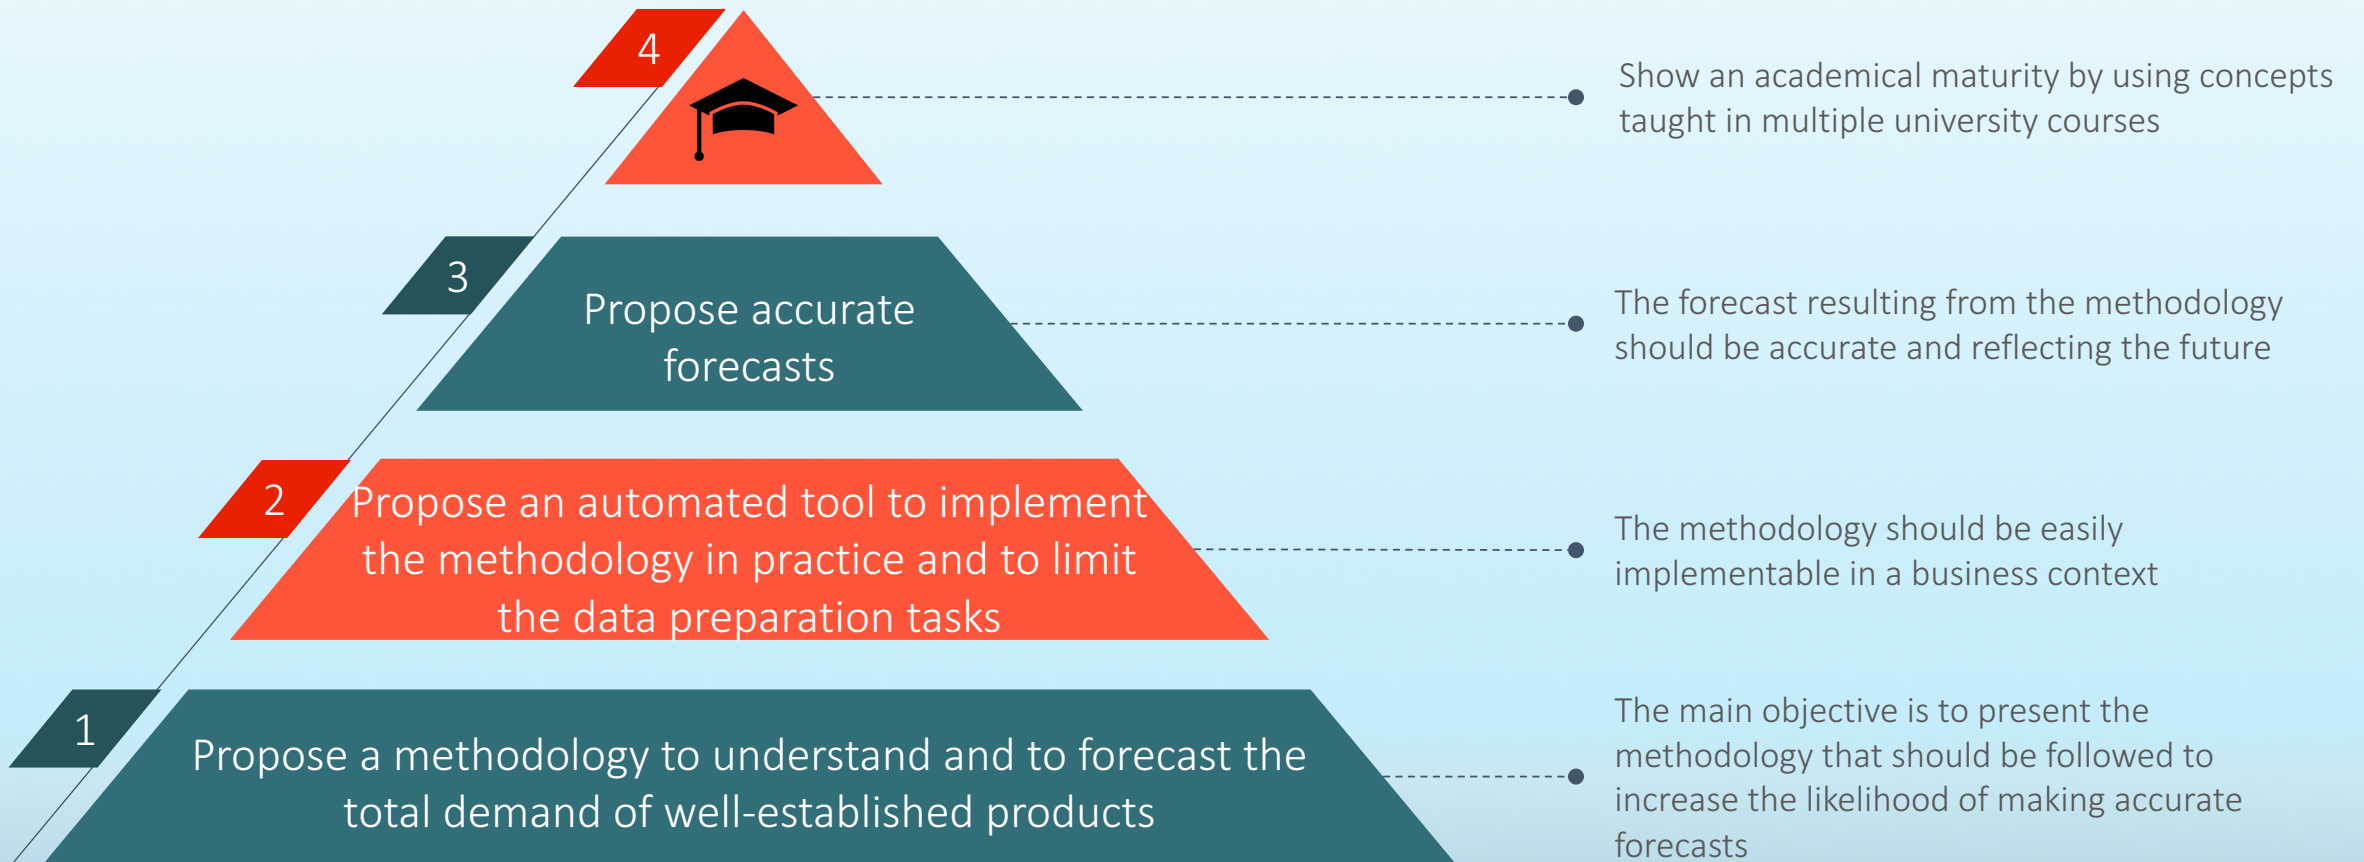 4
Show an academical maturity by using concepts
taught in multiple university courses
3
Propose accurate
forecasts
The forecast resulting from the methodology
should be accurate and reflecting the future
2
Propose an automated tool to implement
the methodology in practice and to limit
the data preparation tasks
The methodology should be easily
implementable in a business context
1
Propose a methodology to understand and to forecast the
total demand of well-established products
The main objective is to present the
methodology that should be followed to
increase the likelihood of making accurate
forecasts